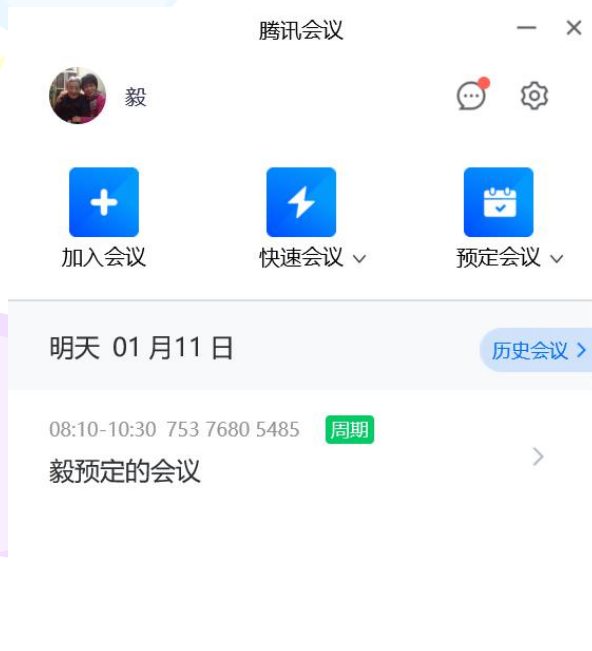 腾讯会议
毅
加入会议 快速会议 预定会议
明天 01月11日 历史会议
08:10-10:30 753 7680 5485 周期
毅预定的会议